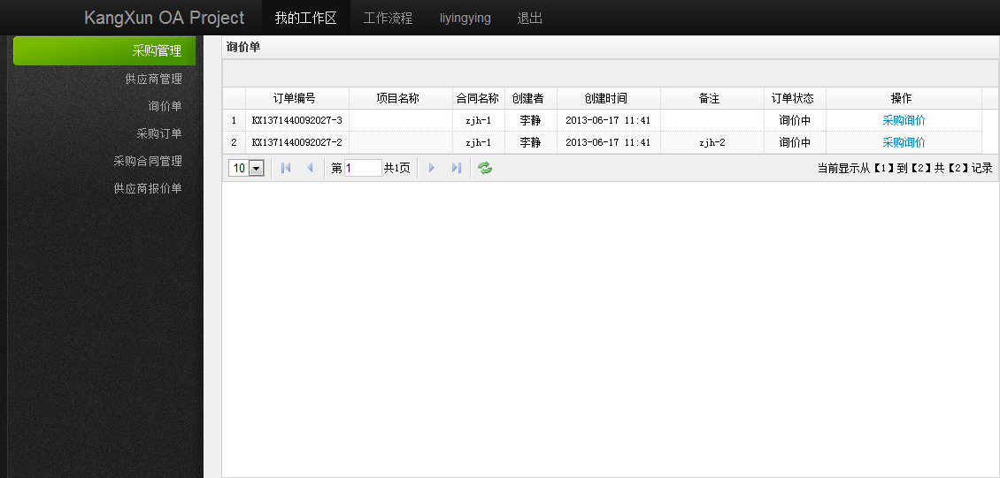 KangXun OA Project 我的工作区 工作流程 liyingying 退出
采购管理
供应商管理
询价单
采购订单
采购合同管理
供应商报价单
询价单
订单编号 项目名称 合同名称 创建者 创建时间 备注 订单状态 操作
1 KX1371440092027-3 zjh-1 李静 2013-06-17 11:41 询价中 采购询价
2 KX1371440092027-2 zjh-1 李静 2013-06-17 11:41 zjh-2 询价中 采购询价
10 第 1 共1页 当前显示从【1】到【2】共【2】记录